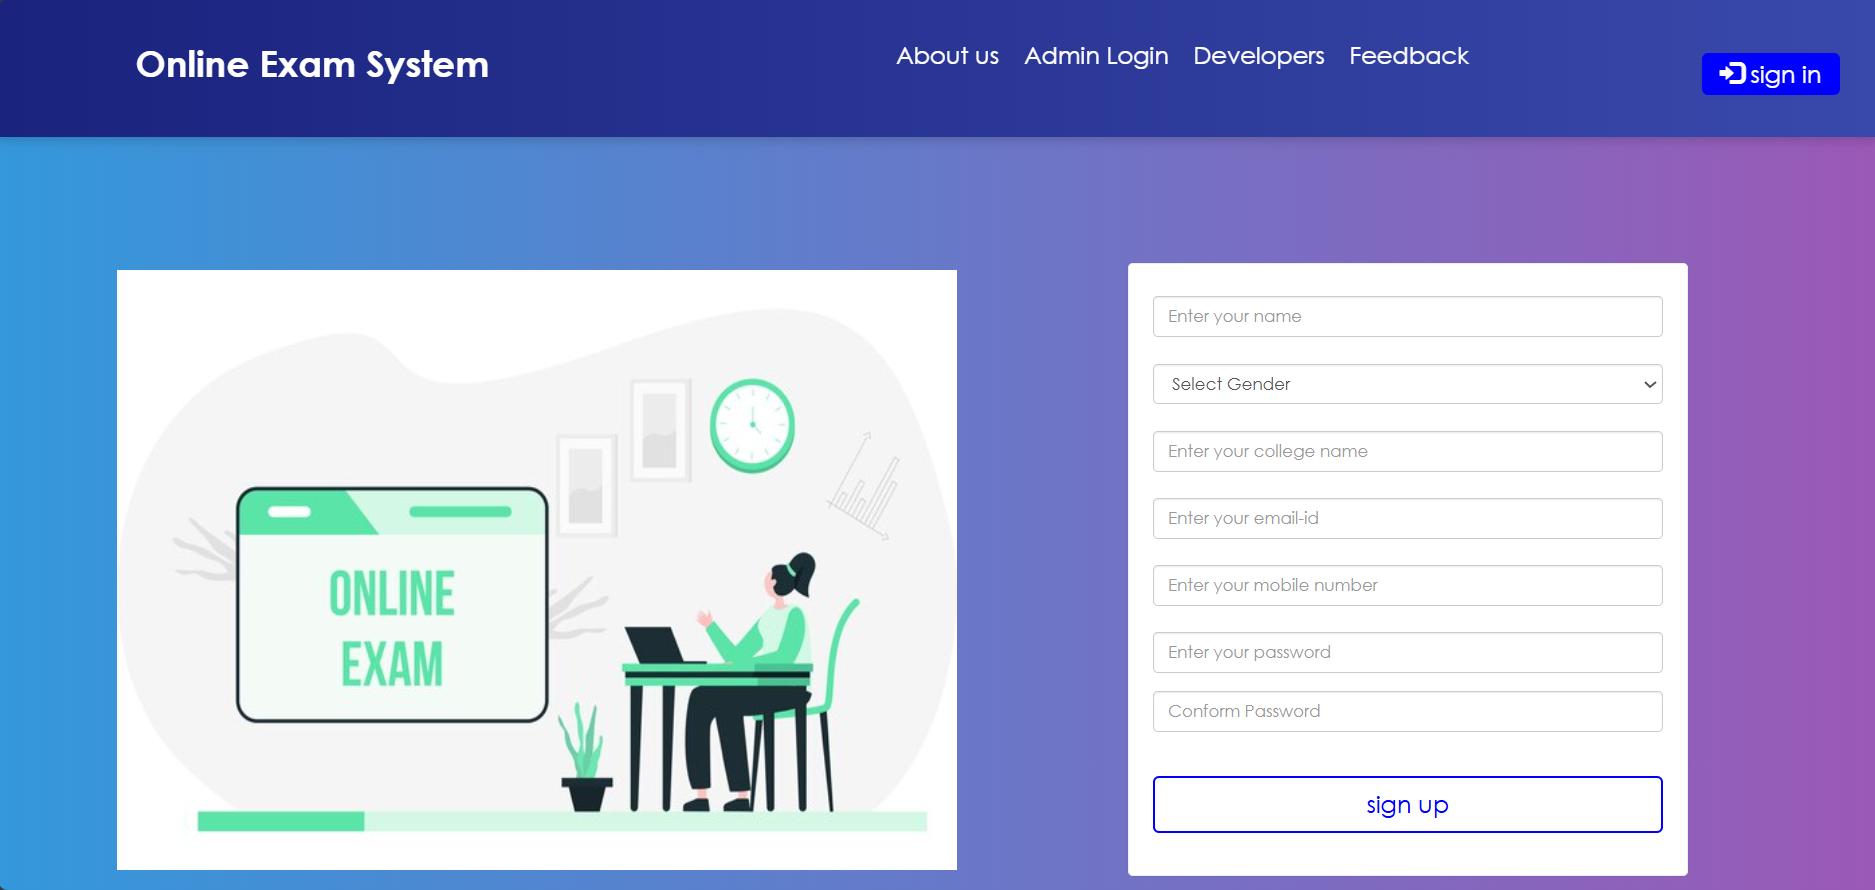 Online Exam System
About us Admin Login Developers Feedback
sign in
ONLINE
EXAM
Enter your name
Select Gender
Enter your college name
Enter your email-id
Enter your mobile number
Enter your password
Conform Password
sign up